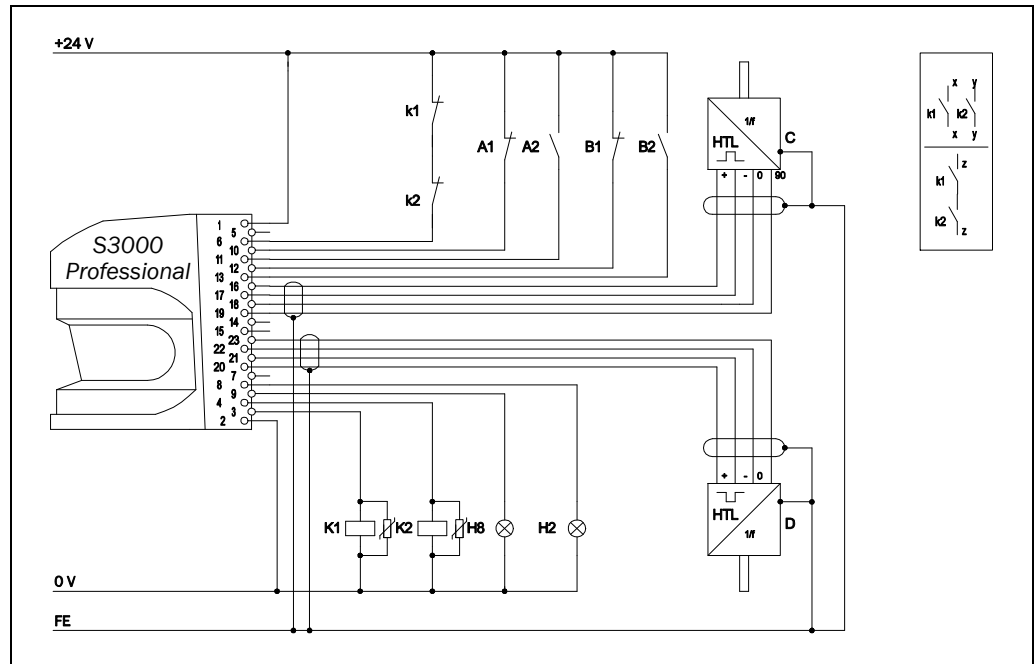 +24 V
k1
k2
A1 A2 B1 B2
1/f
HTL
C
+ - 0 90
x y
k1 k2
x y
z
k1
k2
z
S3000
Professional
1
5
6
10
11
12
13
16
17
18
19
14
15
23
22
21
20
7
8
9
4
3
2
+ - 0
HTL
1/f
D
K1 K2 H8 H2
0 V
FE